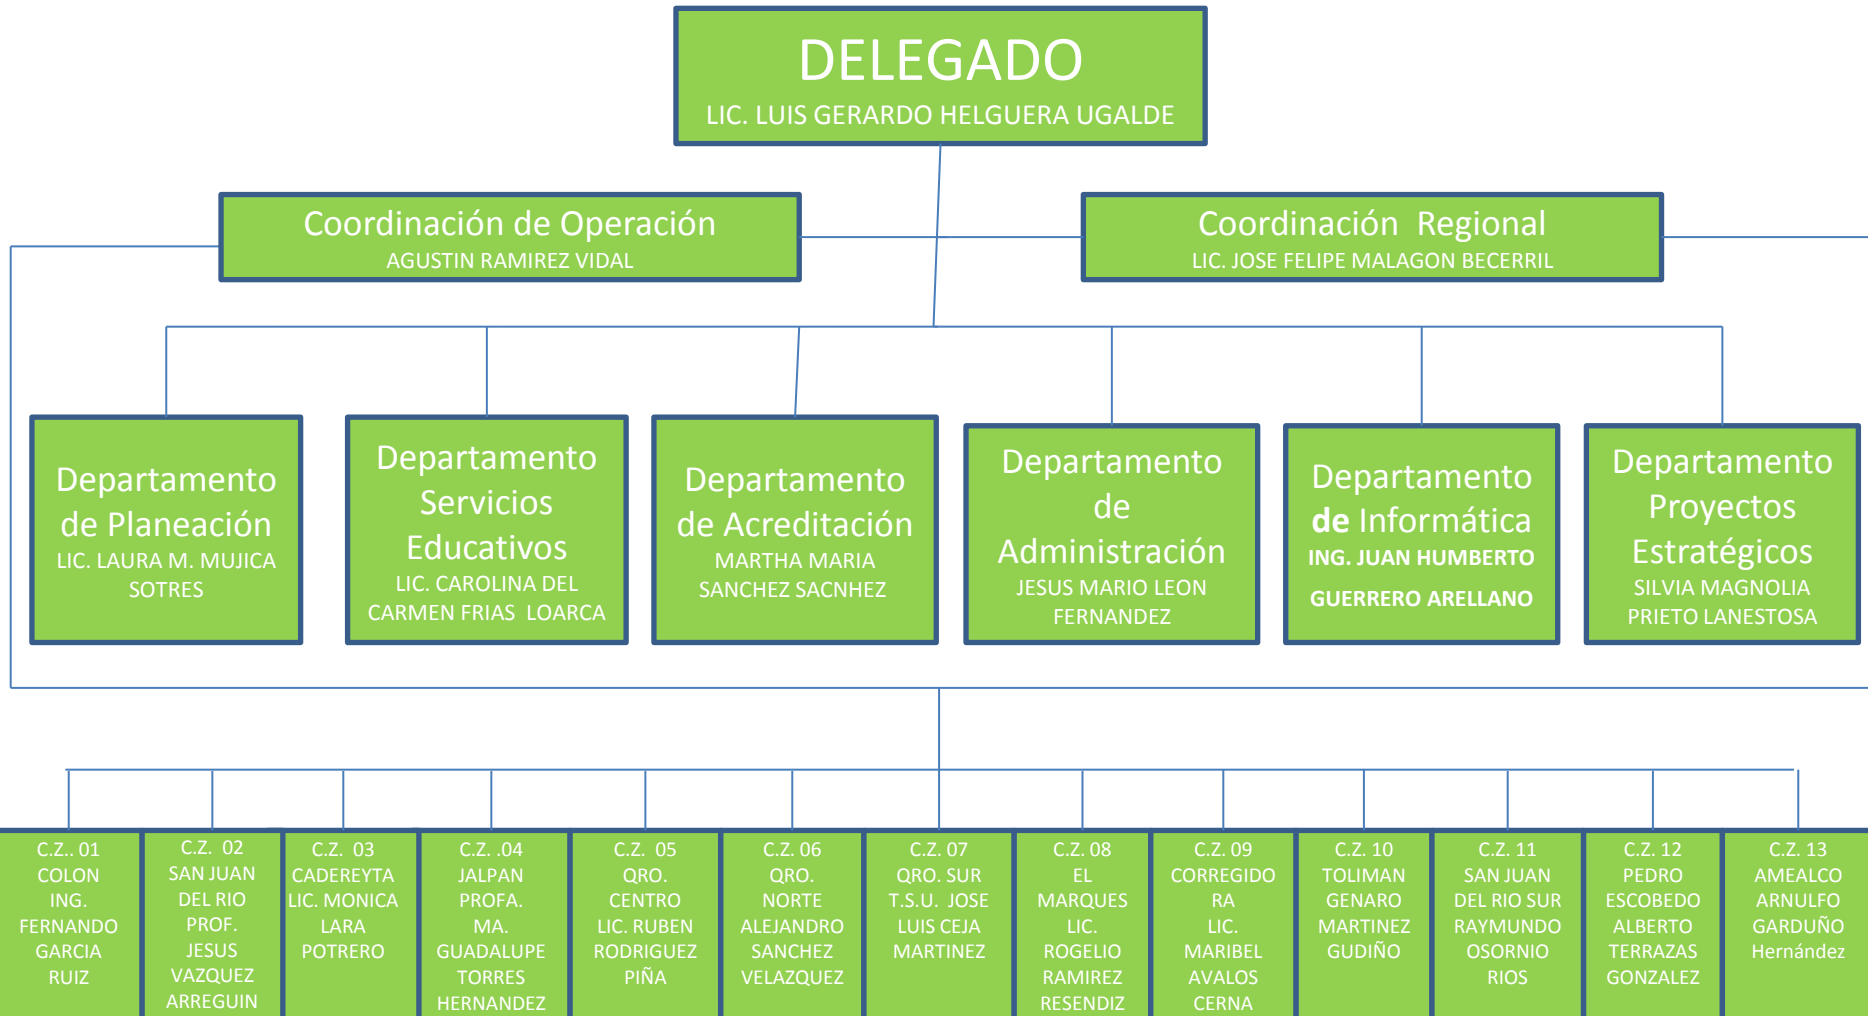 DELEGADO
LIC. LUIS GERARDO HELGUERA UGALDE
Coordinación de Operación
AGUSTIN RAMIREZ VIDAL
Coordinación  Regional
LIC. JOSE FELIPE MALAGON BECERRIL
Departamento
de Planeación
LIC. LAURA M. MUJICA
SOTRES
Departamento
Servicios
Educativos
LIC. CAROLINA DEL
CARMEN FRIAS  LOARCA
Departamento
de Acreditación
MARTHA MARIA
SANCHEZ SACNHEZ
Departamento
de
Administración
JESUS MARIO LEON
FERNANDEZ
Departamento
de Informática
ING. JUAN HUMBERTO
GUERRERO ARELLANO
Departamento
Proyectos
Estratégicos
SILVIA MAGNOLIA
PRIETO LANESTOSA
C.Z.. 01
COLON
ING.
FERNANDO
GARCIA
RUIZ
C.Z.  02
SAN JUAN
DEL RIO
PROF.
JESUS
VAZQUEZ
ARREGUIN
C.Z.  03
CADEREYTA
LIC. MONICA
LARA
POTRERO
C.Z. .04
JALPAN
PROFA.
MA.
GUADALUPE
TORRES
HERNANDEZ
C.Z.  05
QRO.
CENTRO
LIC. RUBEN
RODRIGUEZ
PIÑA
C.Z. 06
QRO.
NORTE
ALEJANDRO
SANCHEZ
VELAZQUEZ
C.Z. 07
QRO. SUR
T.S.U.  JOSE
LUIS CEJA
MARTINEZ
C.Z. 08
EL
MARQUES
LIC.
ROGELIO
RAMIREZ
RESENDIZ
C.Z. 09
CORREGIDO
RA
LIC.
MARIBEL
AVALOS
CERNA
C.Z. 10
TOLIMAN
GENARO
MARTINEZ
GUDIÑO
C.Z. 11
SAN JUAN
DEL RIO SUR
RAYMUNDO
OSORNIO
RIOS
C.Z. 12
PEDRO
ESCOBEDO
ALBERTO
TERRAZAS
GONZALEZ
C.Z. 13
AMEALCO
ARNULFO
GARDUÑO
Hernández